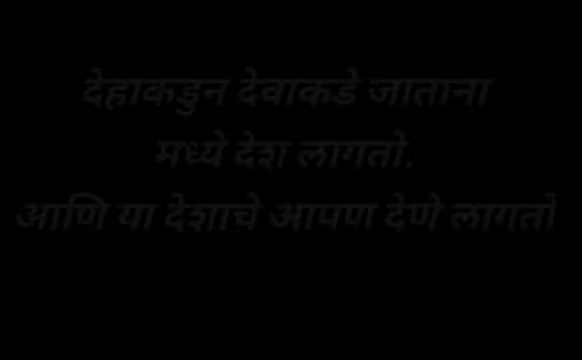 देहाकडुन देवाकडे जाताना
मध्ये देश लागतो.
आणि या देशाचे आपण देणे लागतो